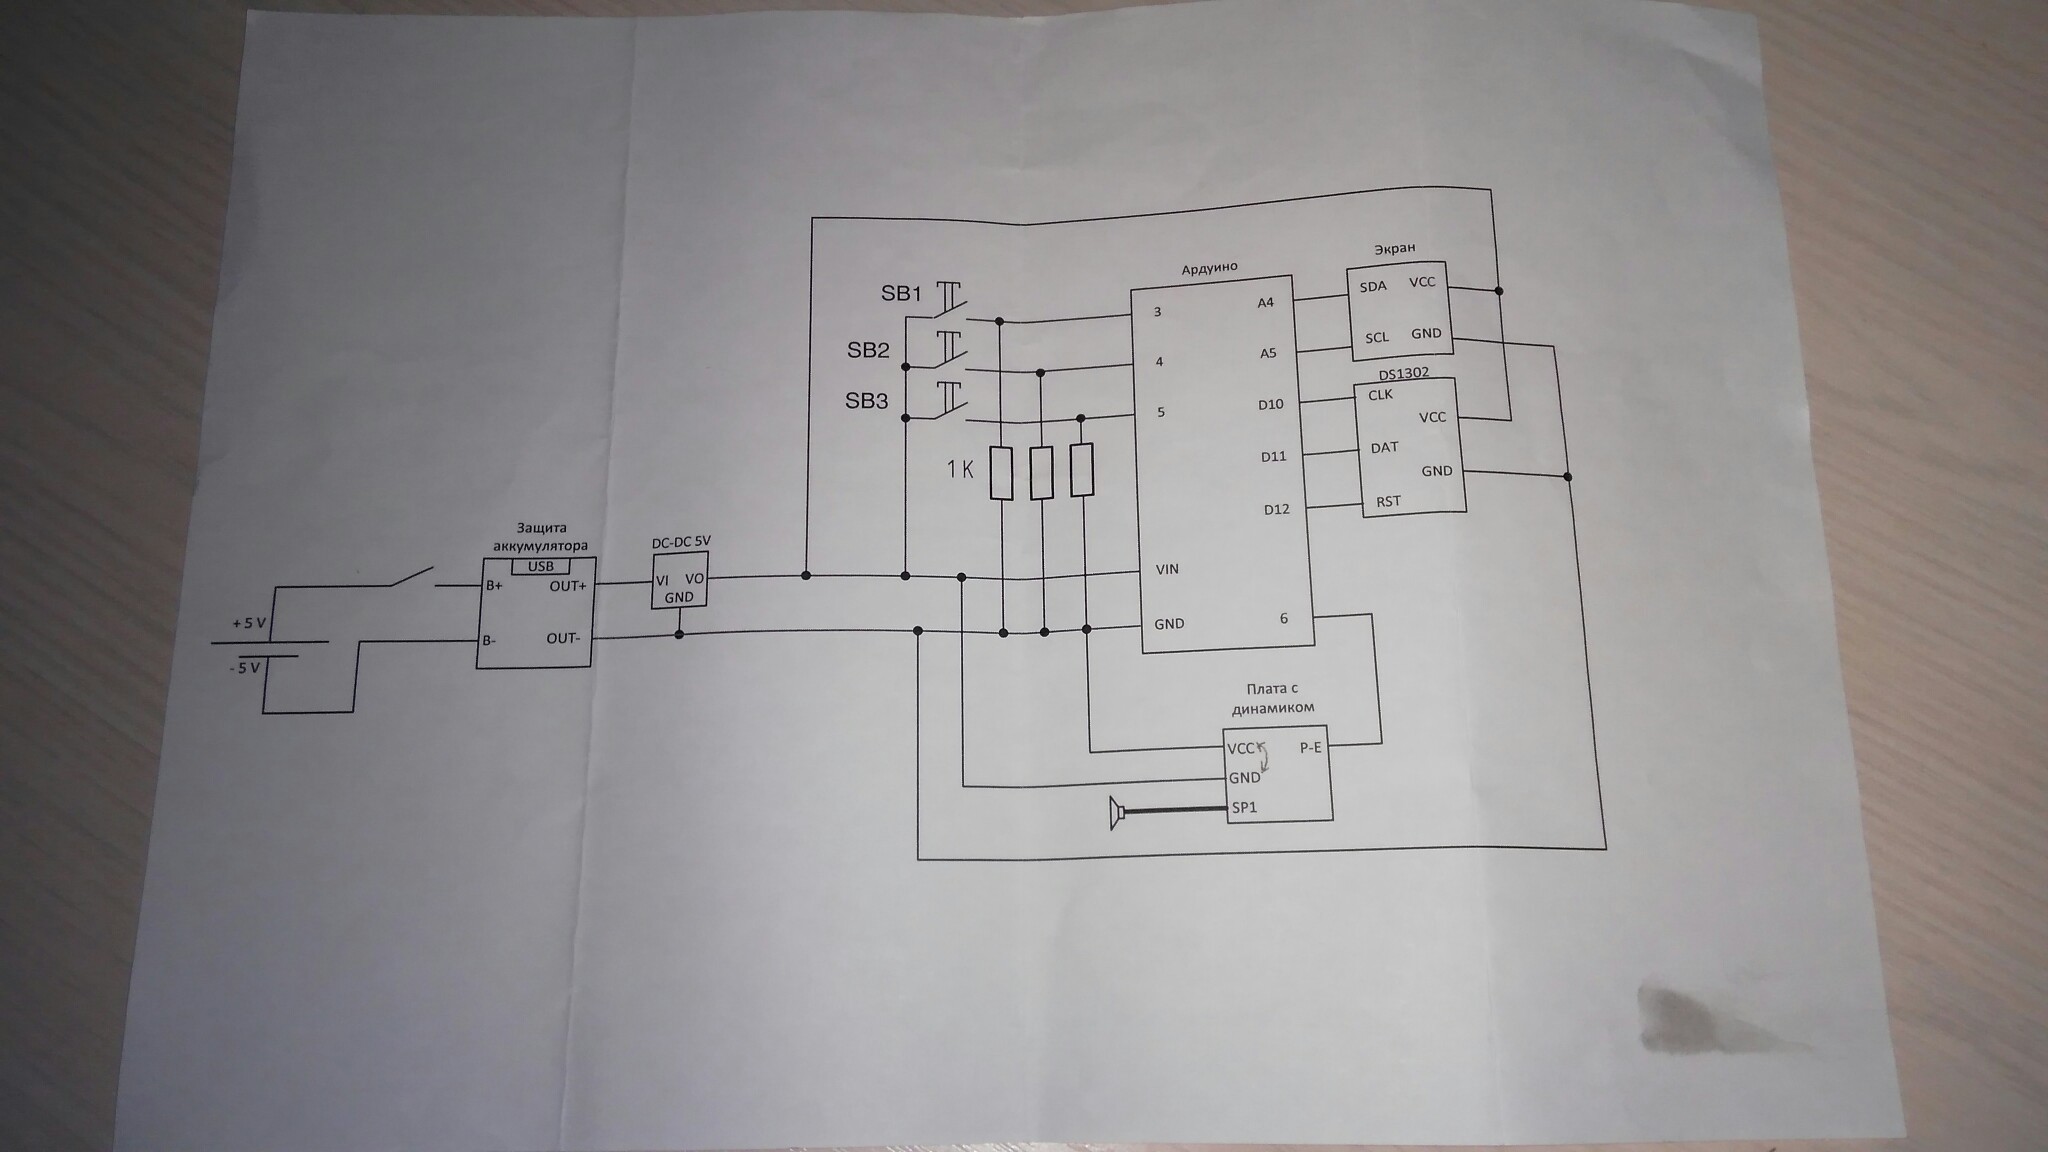 Экран
Ардуино
SB1
SDA
VCC
A4
3
SCL
GND
SB2
A5
4
DS1302
CLK
SB3
D10
5
VCC
DAT
D11
1 K
GND
RST
D12
Защита
аккумулятора
USB
DC-DC 5V
B+
OUT+
VI
VO
GND
VIN
+5 V
B-
OUT-
GND
6
-5 V
Плата с
динамиком
VCC
P-E
GND
SP1